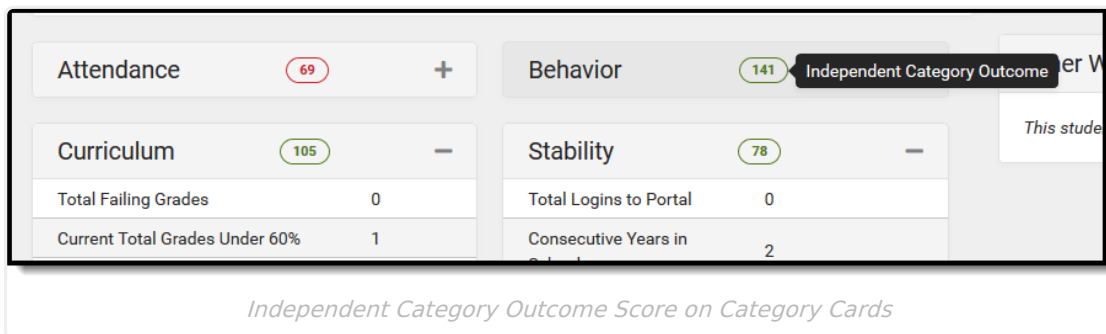 Attendance 69 +
Behavior 141 Independent Category Outcome
Curriculum 105 −
Total Failing Grades 0
Current Total Grades Under 60% 1
Stability 78 −
Total Logins to Portal 0
Consecutive Years in
2
This stude
Independent Category Outcome Score on Category Cards